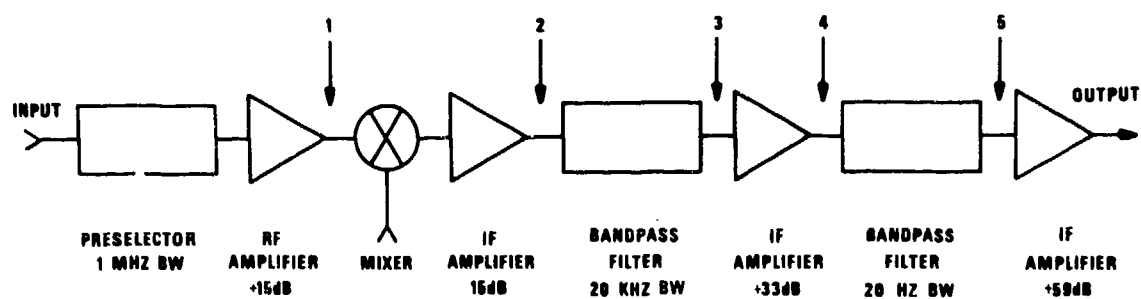 1 2 3 4 5
INPUT
OUTPUT
PRESELECTOR
1 MHZ BW
RF
AMPLIFIER
+15dB
MIXER
IF
AMPLIFIER
15dB
BANDPASS
FILTER
20 KHZ BW
IF
AMPLIFIER
+33dB
BANDPASS
FILTER
20 HZ BW
IF
AMPLIFIER
+59dB